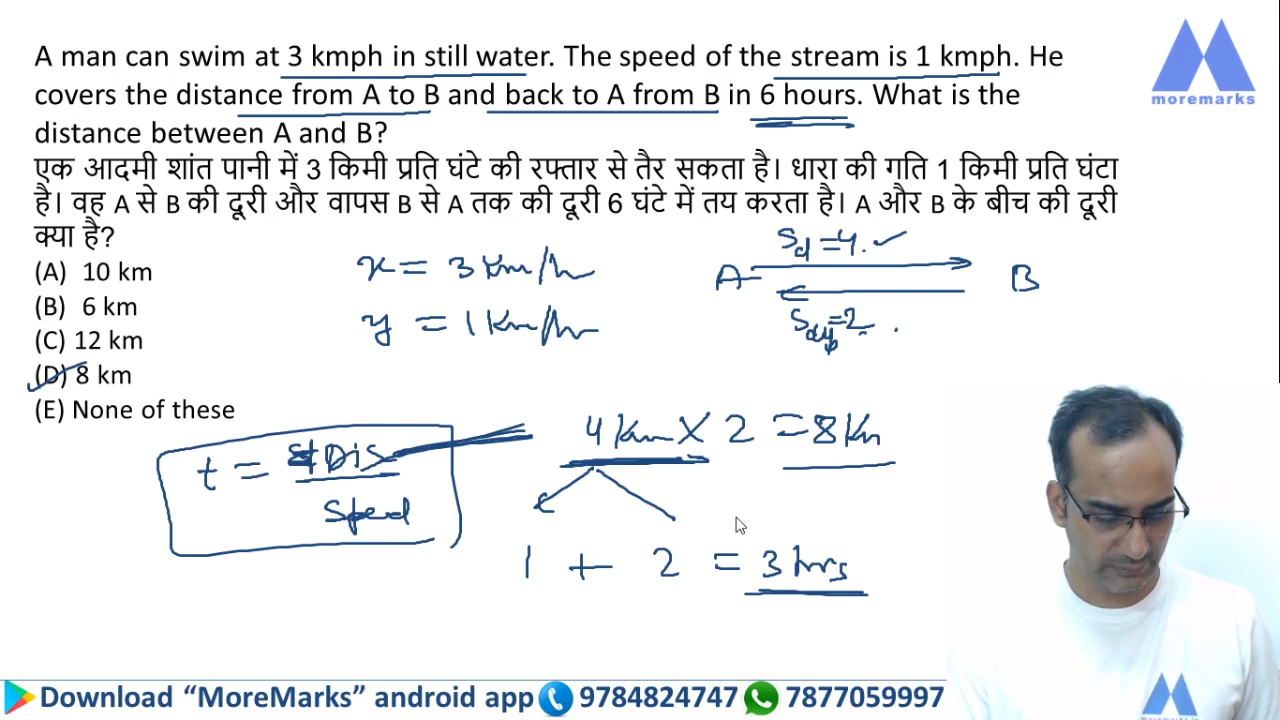 A man can swim at 3 kmph in still water. The speed of the stream is 1 kmph. He
covers the distance from A to B and back to A from B in 6 hours. What is the
distance between A and B?
एक आदमी शांत पानी में 3 किमी प्रति घंटे की रफ्तार से तैर सकता है। धारा की गति 1 किमी प्रति घंटा
है। वह A से B की दूरी और वापस B से A तक की दूरी 6 घंटे में तय करता है। A और B के बीच की दूरी
क्या है?
(A) 10 km
(B) 6 km
(C) 12 km
(D) 8 km
(E) None of these
moremarks
x = 3 km/hr
y = 1 km/hr
Sd = 4
A B
Sup = 2
4 km x 2 = 8 km
t = Dis
Speed
1 + 2 = 3 hrs
Download “MoreMarks” android app 9784824747 7877059997